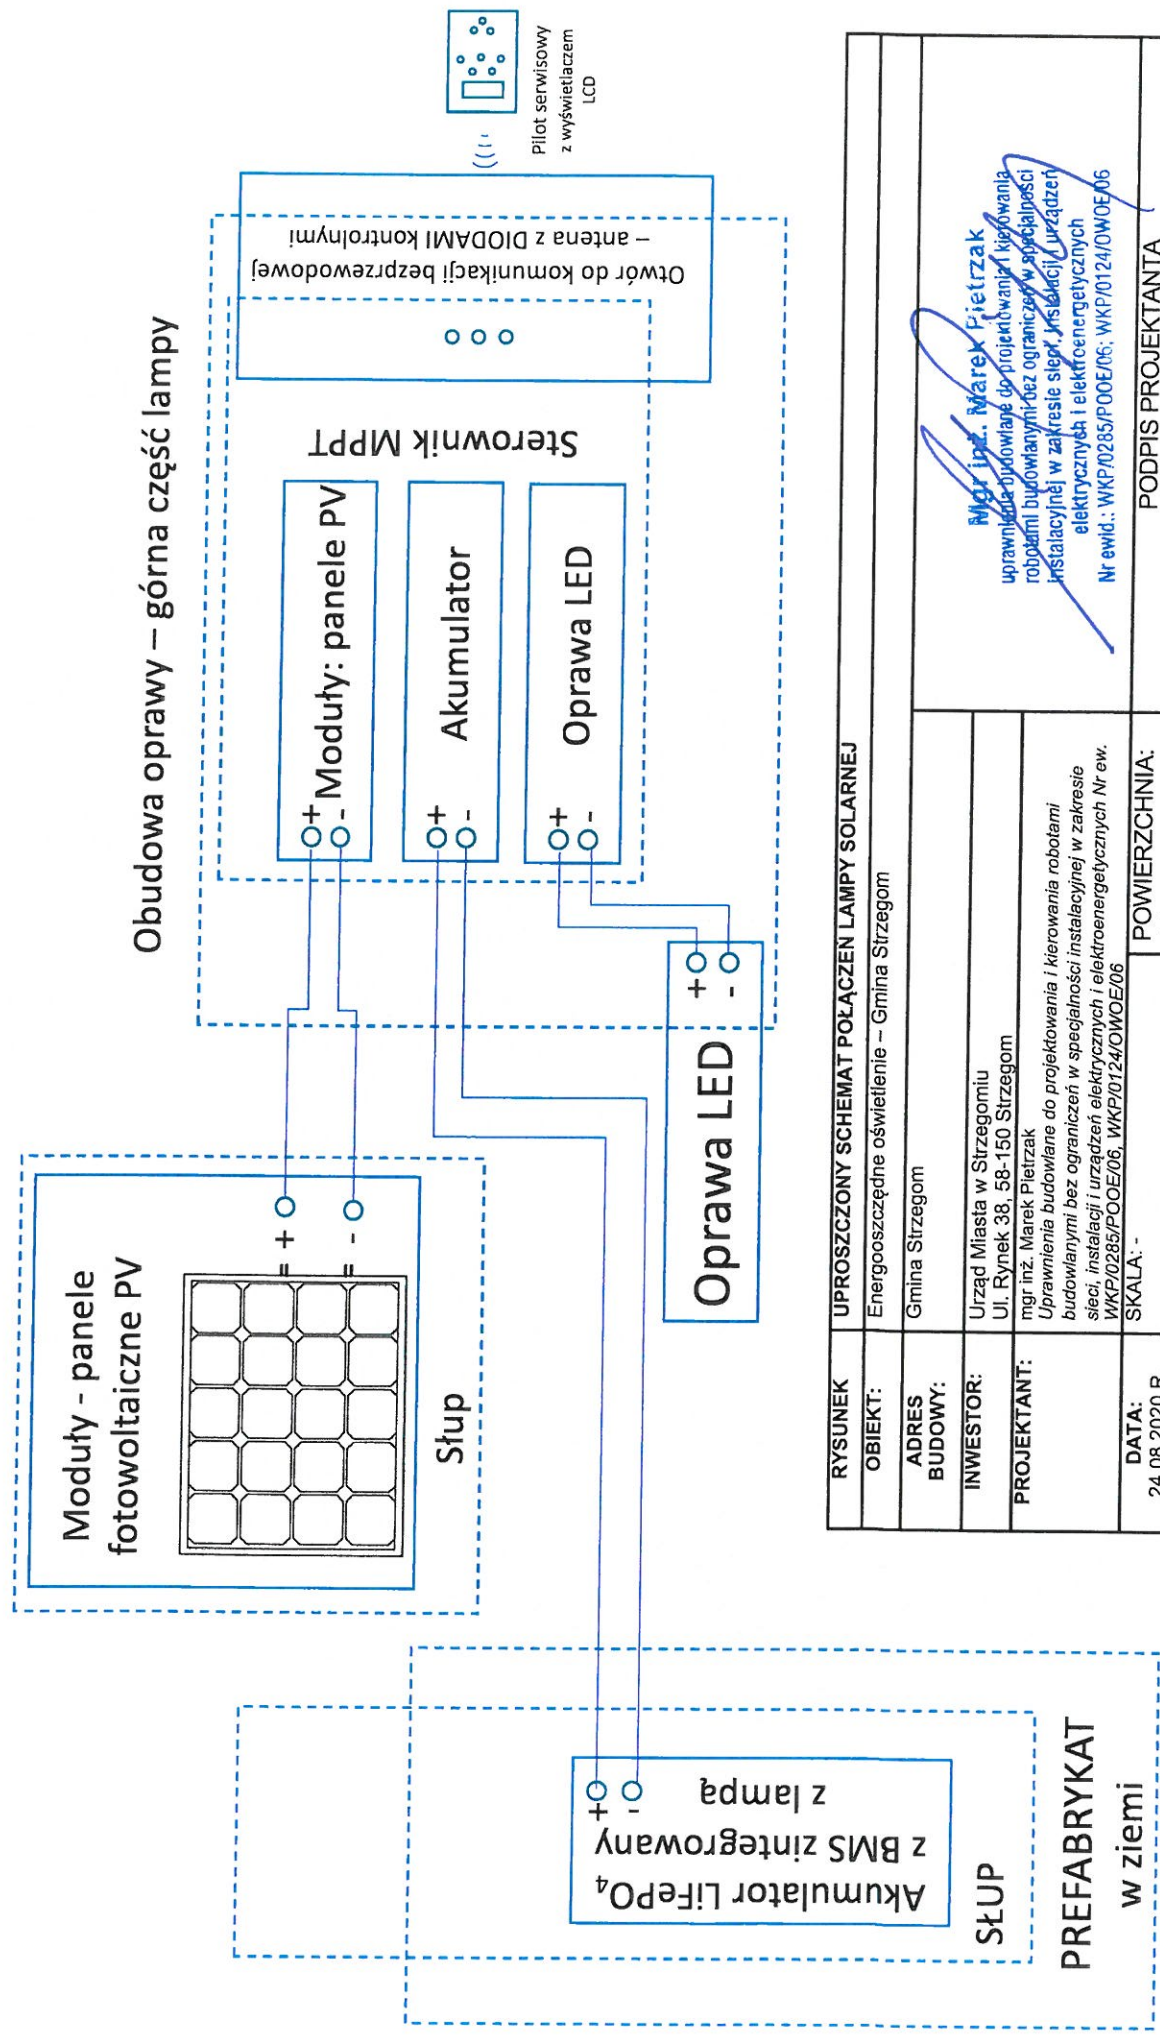 Obudowa oprawy – górna część lampy
Moduły - panele
fotowoltaiczne PV
+
-
Słup
+
-
Moduły: panele PV
+
-
Akumulator
+
-
Oprawa LED
Sterownik MPPT
Otwór do komunikacji bezprzewodowej
– antena z DIODAMI kontrolnymi
Pilot serwisowy
z wyświetlaczem
LCD
Oprawa LED
+
-
+
-
Akumulator LiFePO₄
z BMS zintegrowany
z lampą
SŁUP
PREFABRYKAT
w ziemi
RYSUNEK
UPROSZCZONY SCHEMAT POŁĄCZEŃ LAMPY SOLARNEJ
OBIEKT:
Energooszczędne oświetlenie – Gmina Strzegom
ADRES
BUDOWY:
Gmina Strzegom
INWESTOR:
Urząd Miasta w Strzegomiu
Ul. Rynek 38, 58-150 Strzegom
PROJEKTANT:
mgr inż. Marek Pietrzak
Uprawnienia budowlane do projektowania i kierowania robotami
budowlanymi bez ograniczeń w specjalności instalacyjnej w zakresie
sieci, instalacji i urządzeń elektrycznych i elektroenergetycznych Nr ew.
WKP/0285/POOE/06, WKP/0124/OWOE/06
Mgr inż. Marek Pietrzak
uprawnienia budowlane do projektowania i kierowania
robotami budowlanymi bez ograniczeń w specjalności
instalacyjnej w zakresie sieci, instalacji i urządzeń
elektrycznych i elektroenergetycznych
Nr ewid.: WKP/0285/POOE/06; WKP/0124/OWOE/06
DATA:
24.08.2020 R
SKALA: -
POWIERZCHNIA:
PODPIS PROJEKTANTA